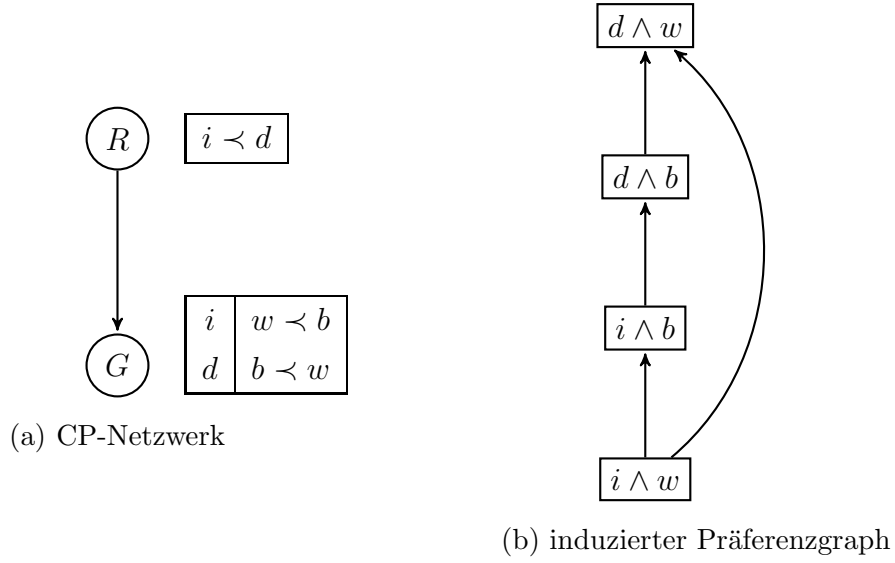 R
i ≺ d
G
i w ≺ b
d b ≺ w
(a) CP-Netzwerk
d ∧ w
d ∧ b
i ∧ b
i ∧ w
(b) induzierter Präferenzgraph